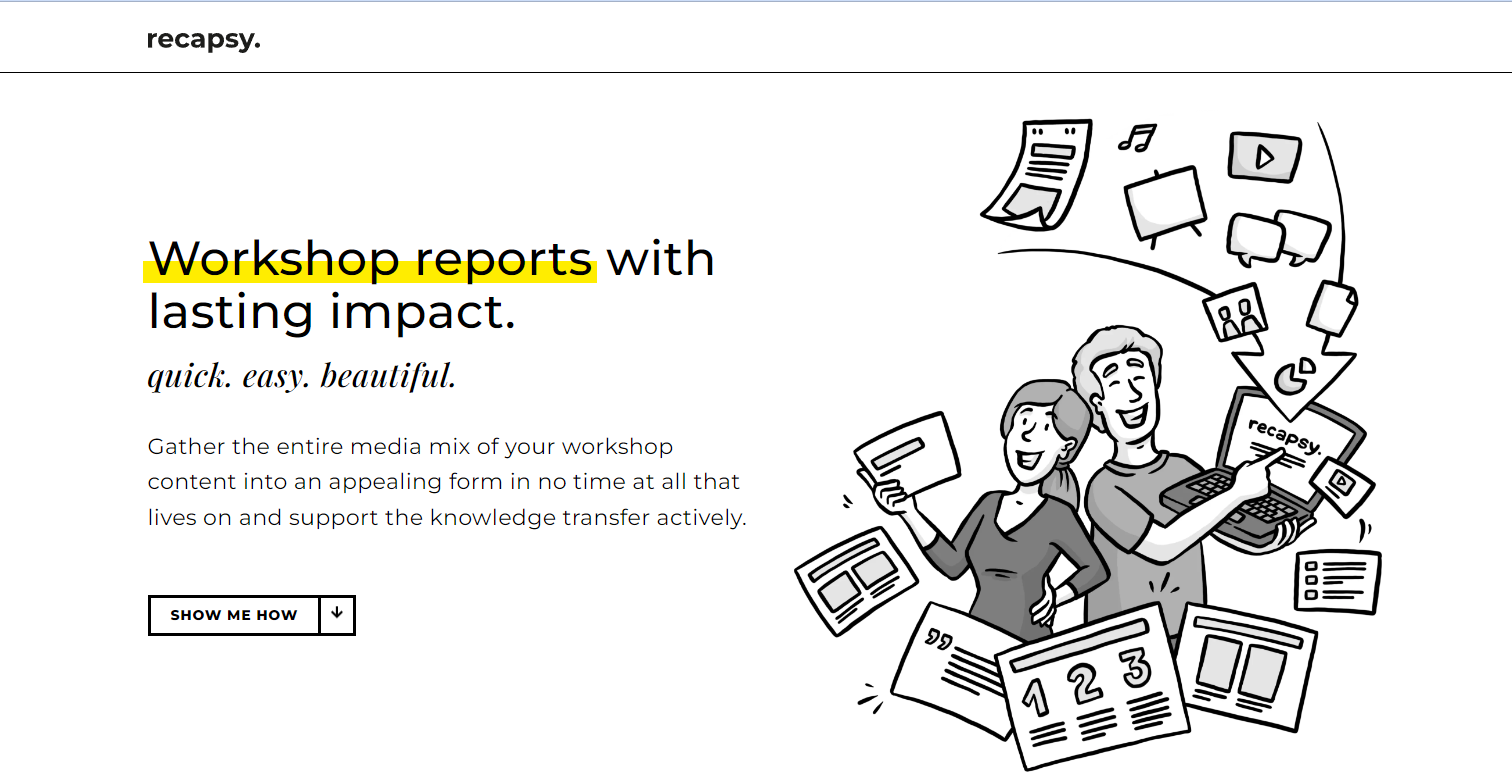 recapsy.
Workshop reports with
lasting impact.
quick. easy. beautiful.
Gather the entire media mix of your workshop
content into an appealing form in no time at all that
lives on and support the knowledge transfer actively.
SHOW ME HOW
recapsy.
1 2 3